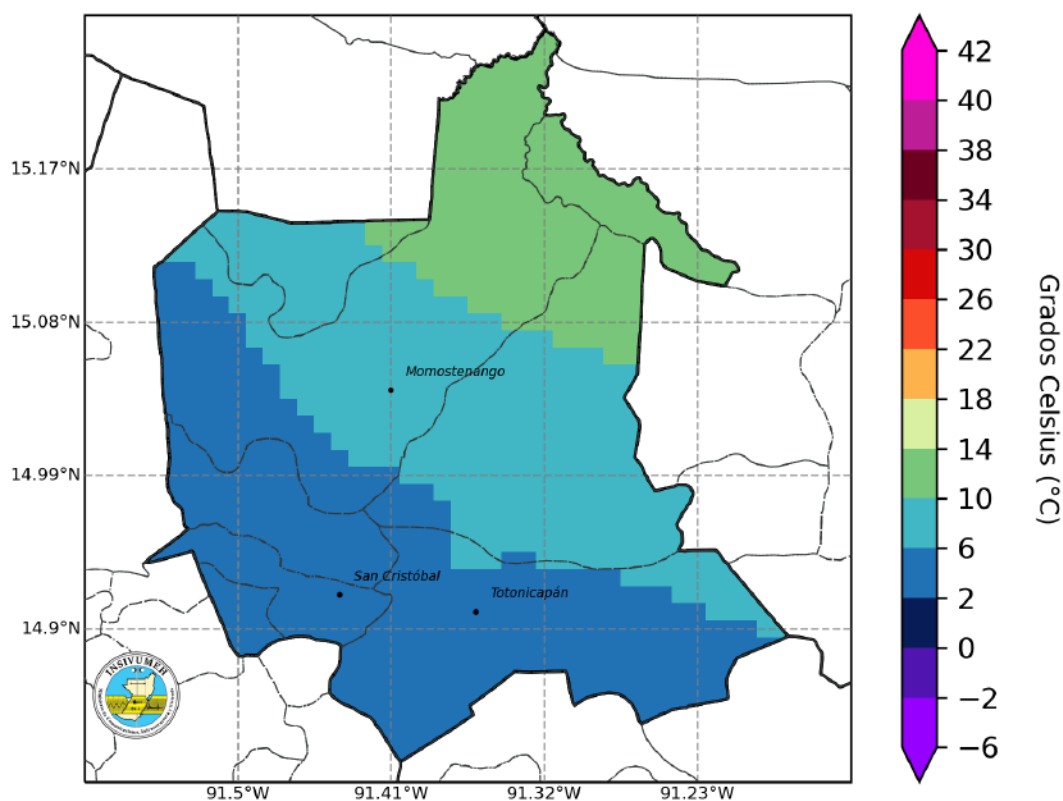 42
40
38
34
30
26
22
18
14
10
6
2
0
−2
−6
Grados Celsius (°C)
15.17°N
15.08°N
14.99°N
14.9°N
Momostenango
San Cristóbal
Totonicapán
INSIVUMEH
91.5°W
91.41°W
91.32°W
91.23°W